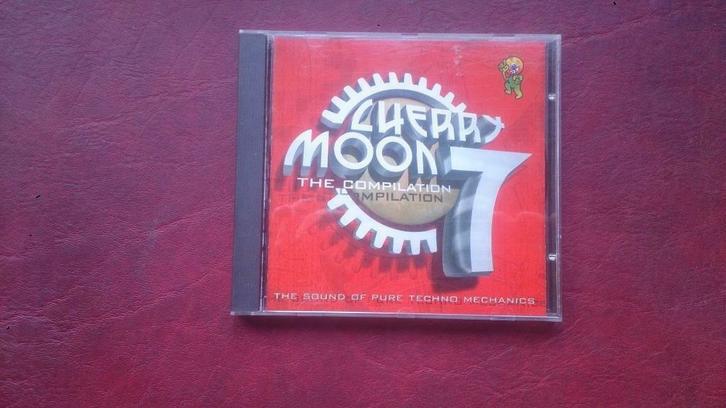 CHERRY
MOON 7
THE COMPILATION
THE SOUND OF PURE TECHNO MECHANICS